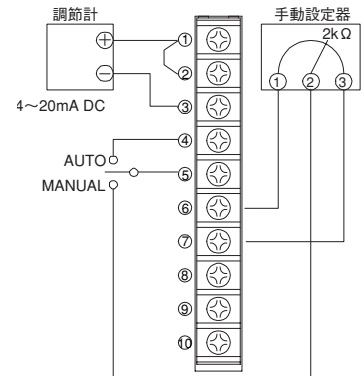 調節計
手動設定器
⊕
⊖
4～20mA DC
2kΩ
① ② ③
AUTO
MANUAL
①
②
③
④
⑤
⑥
⑦
⑧
⑨
⑩